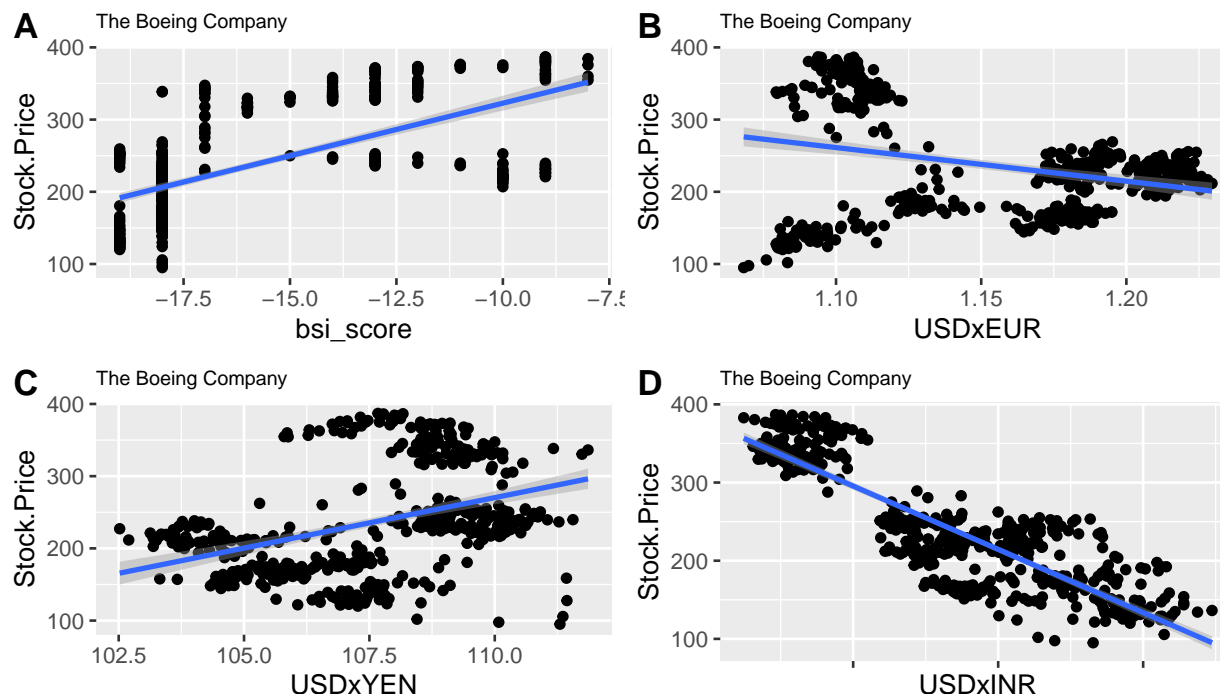 A The Boeing Company
400
300
200
100
Stock.Price
−17.5 −15.0 −12.5 −10.0 −7.5
bsi_score
B The Boeing Company
400
300
200
100
Stock.Price
1.10 1.15 1.20
USDxEUR
C The Boeing Company
400
300
200
100
Stock.Price
102.5 105.0 107.5 110.0
USDxYEN
D The Boeing Company
400
300
200
100
Stock.Price
USDxINR